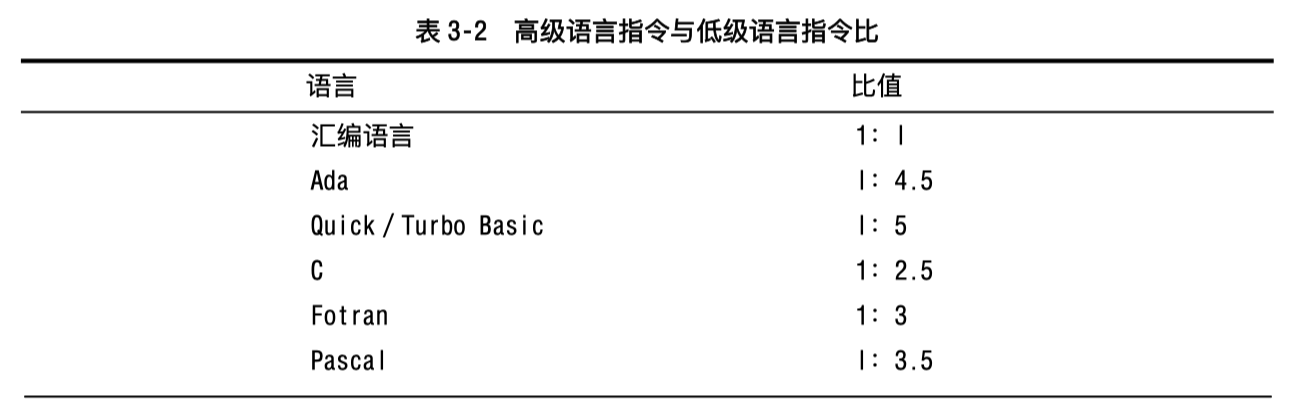 表 3-2 高级语言指令与低级语言指令比
语言 比值
汇编语言 1: l
Ada l: 4.5
Quick / Turbo Basic l: 5
C 1: 2.5
Fotran 1: 3
Pascal l: 3.5